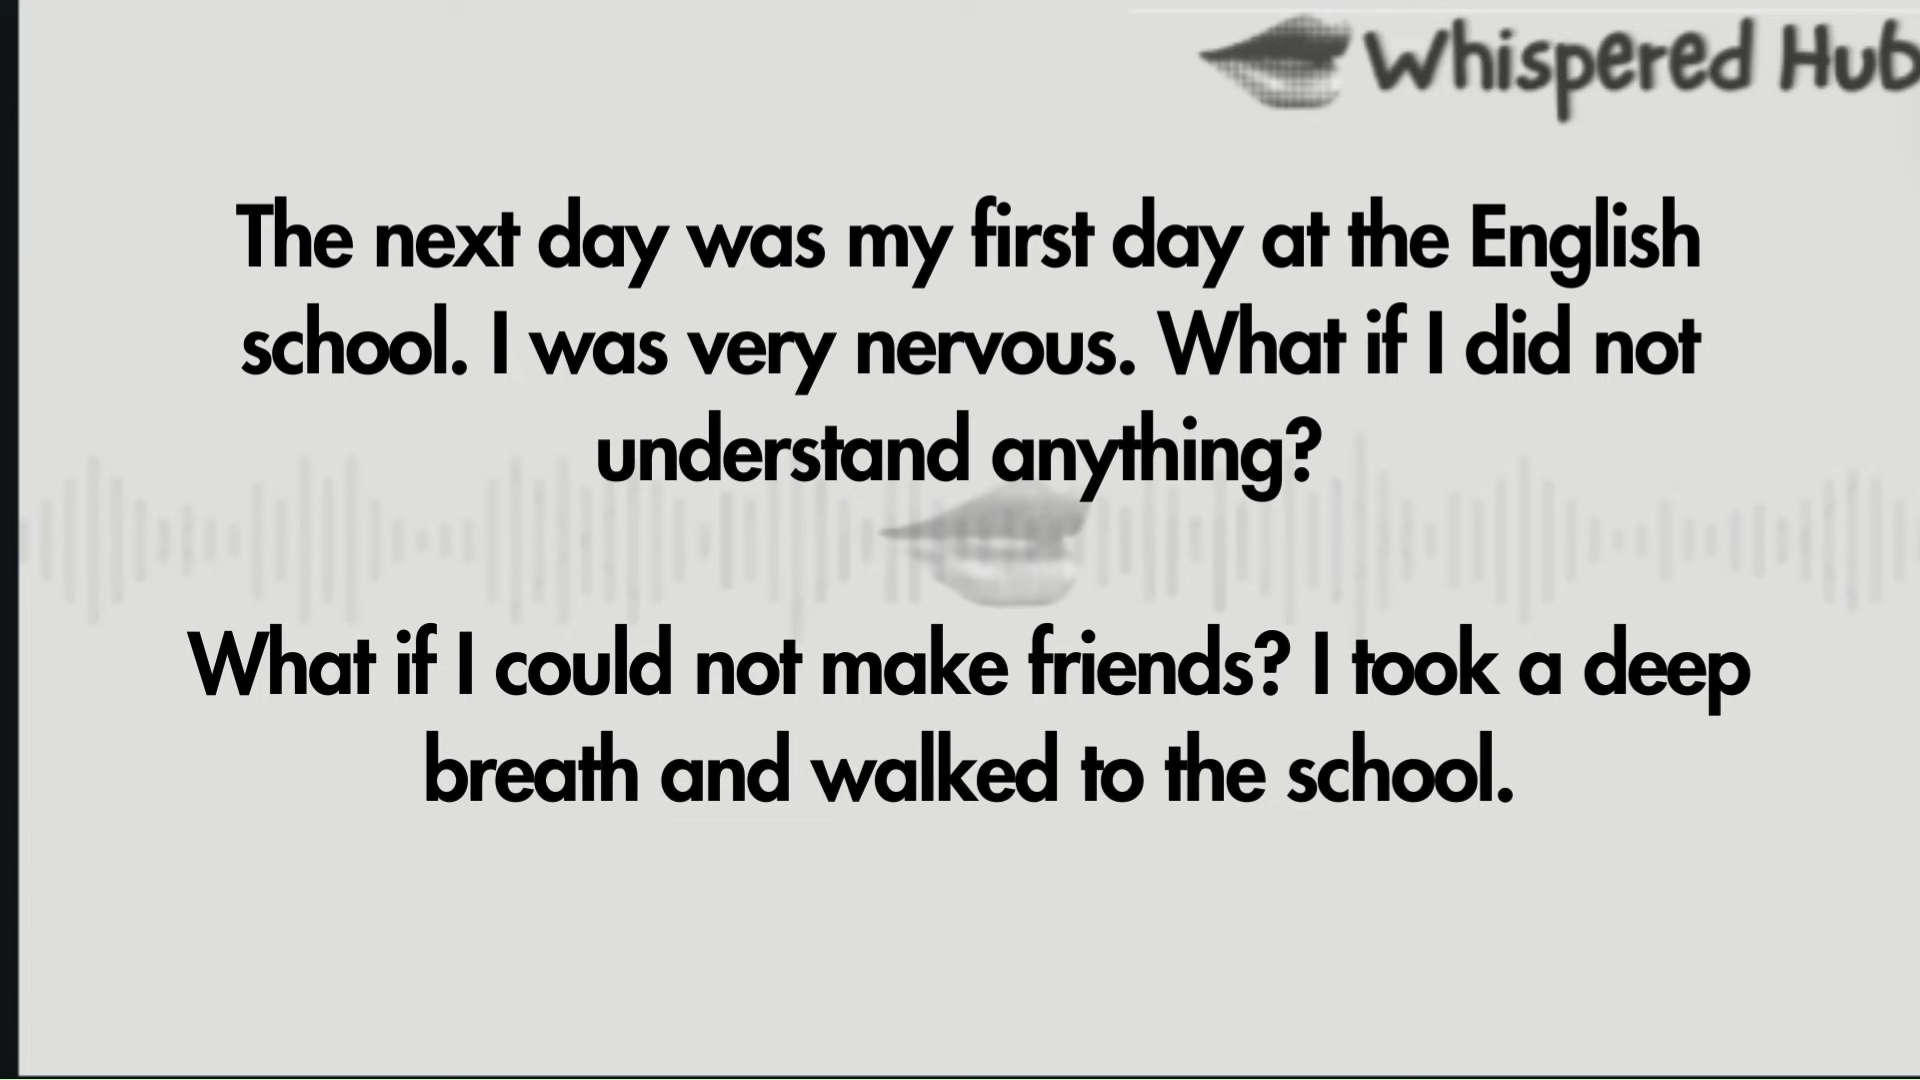 Whispered Hub
The next day was my first day at the English
school. I was very nervous. What if I did not
understand anything?
What if I could not make friends? I took a deep
breath and walked to the school.